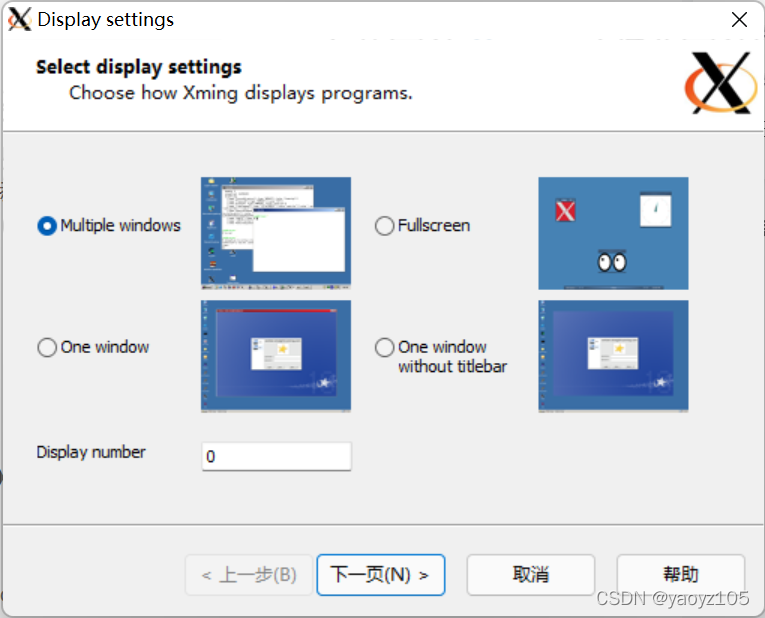 Display settings
Select display settings
Choose how Xming displays programs.
Multiple windows
Fullscreen
One window
One window
without titlebar
Display number
0
< 上一步(B)
下一页(N) >
取消
帮助
CSDN @yaoyz105